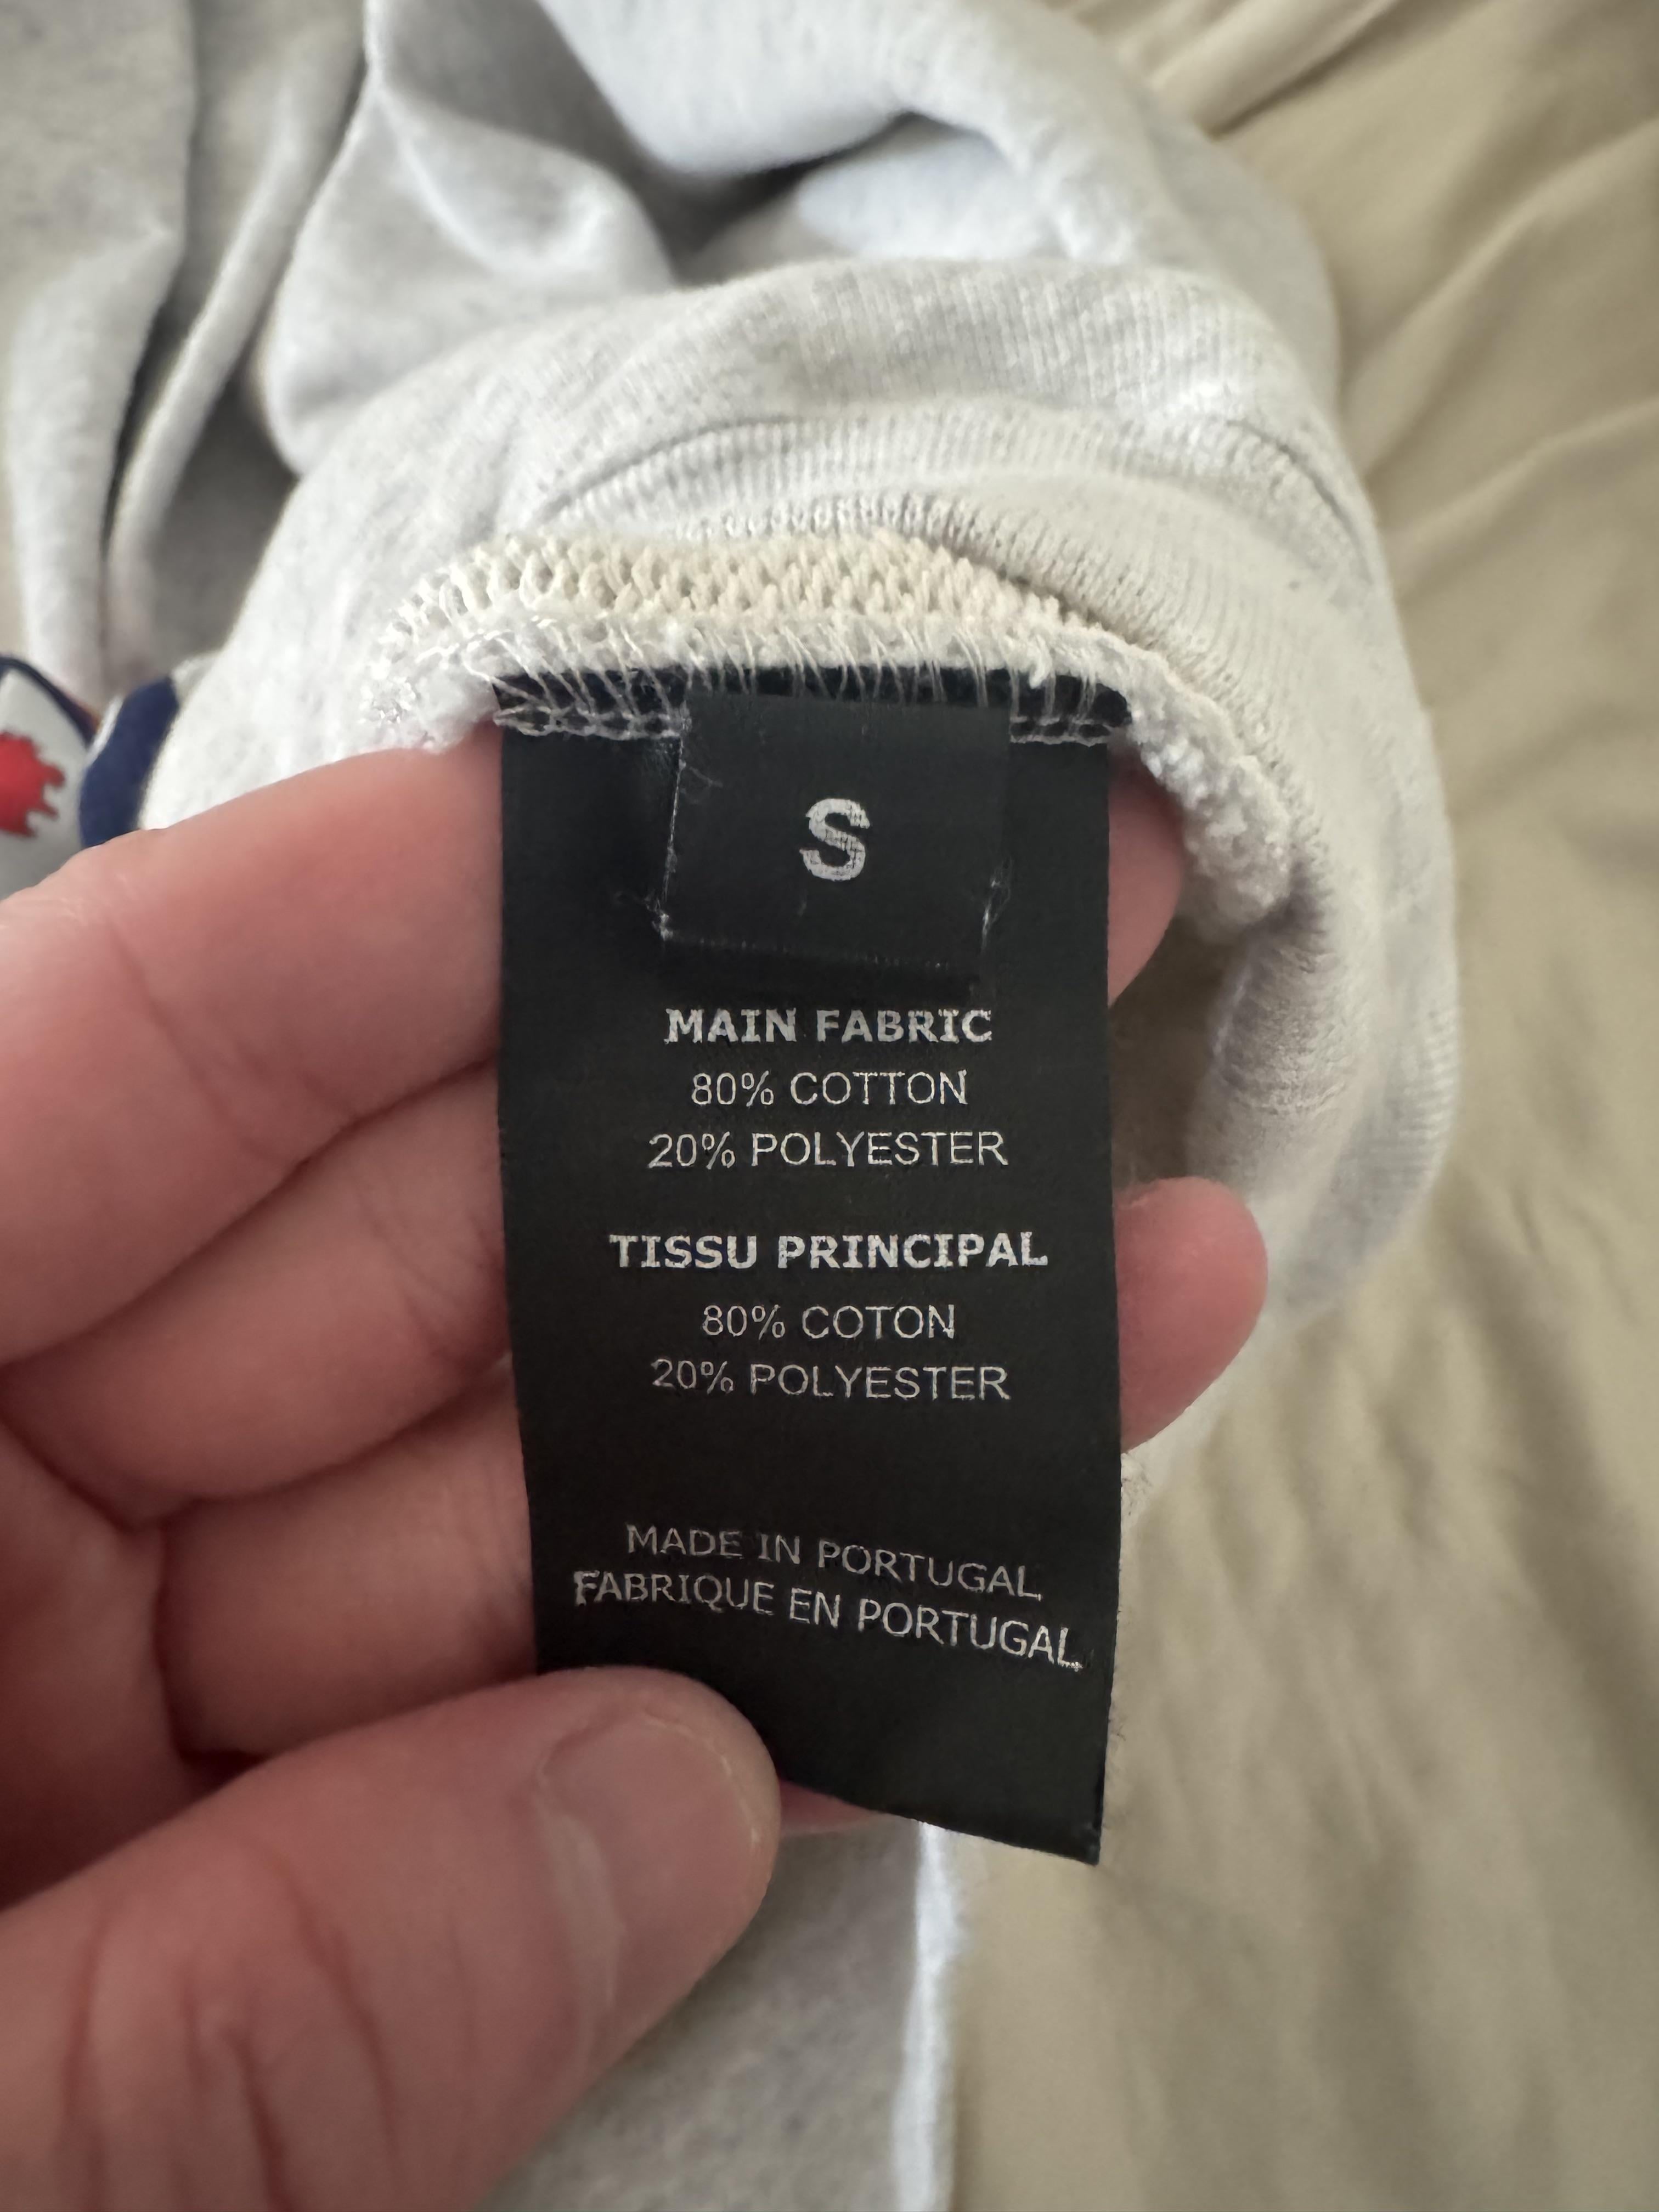 S
MAIN FABRIC
80% COTTON
20% POLYESTER
TISSU PRINCIPAL
80% COTON
20% POLYESTER
MADE IN PORTUGAL
FABRIQUE EN PORTUGAL